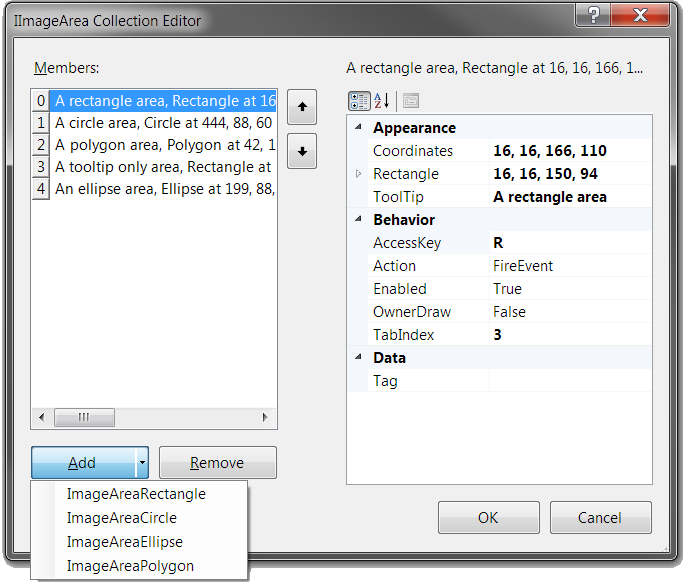 IImageArea Collection Editor
?
Members:
A rectangle area, Rectangle at 16, 16, 166, 1...
0 A rectangle area, Rectangle at 16
1 A circle area, Circle at 444, 88, 60
2 A polygon area, Polygon at 42, 1
3 A tooltip only area, Rectangle at
4 An ellipse area, Ellipse at 199, 88,
Appearance
Coordinates 16, 16, 166, 110
Rectangle 16, 16, 150, 94
ToolTip A rectangle area
Behavior
AccessKey R
Action FireEvent
Enabled True
OwnerDraw False
TabIndex 3
Data
Tag
Add Remove
ImageAreaRectangle
ImageAreaCircle
ImageAreaEllipse
ImageAreaPolygon
OK Cancel